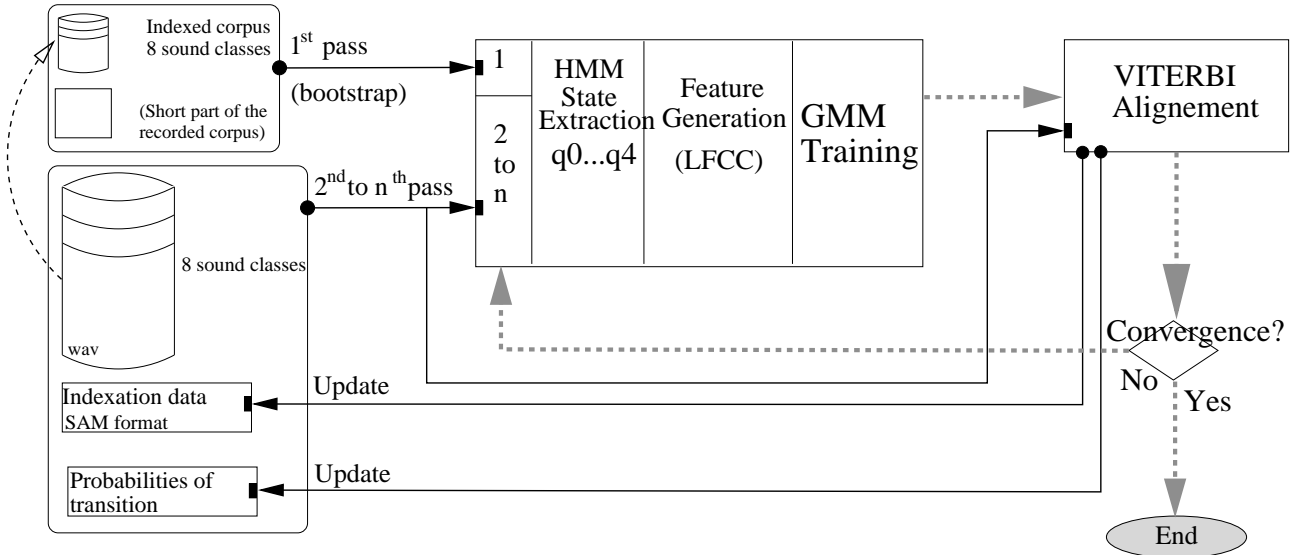 Indexed corpus
8 sound classes
(Short part of the
recorded corpus)
1st pass
(bootstrap)
1
2
to
n
HMM
State
Extraction
q0...q4
Feature
Generation
(LFCC)
GMM
Training
VITERBI
Alignement
2nd to n th pass
8 sound classes
wav
Indexation data
SAM format
Update
Probabilities of
transition
Update
Convergence?
No
Yes
End